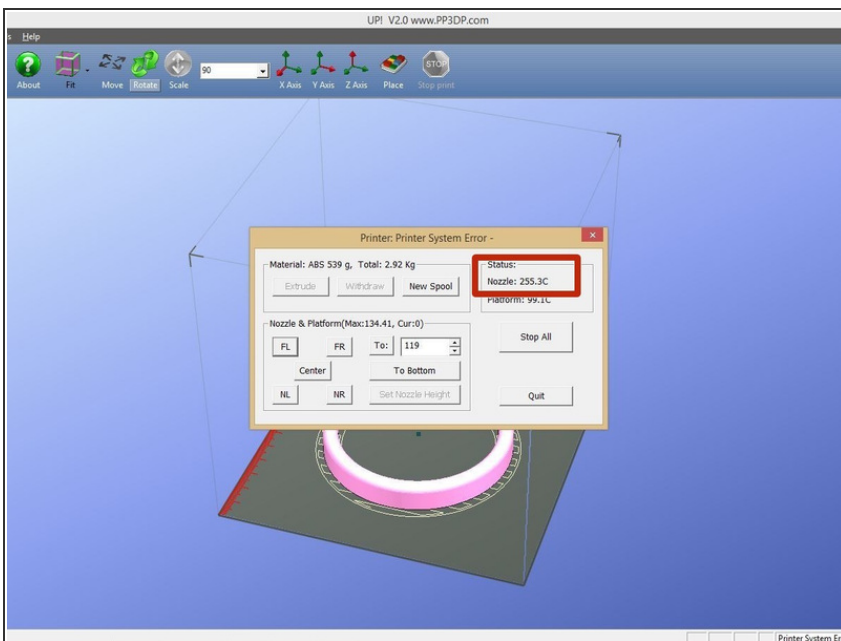 UP! V2.0 www.PP3DP.com
s Help
About Fit Move Rotate Scale 90 X Axis Y Axis Z Axis Place STOP Stop print
Printer: Printer System Error -
Material: ABS 539 g, Total: 2.92 Kg
Extrude Withdraw New Spool
Status:
Nozzle: 255.3C
Platform: 99.1C
Nozzle & Platform(Max:134.41, Cur:0)
FL FR To: 119
Center To Bottom
NL NR Set Nozzle Height
Stop All
Quit
Printer System Er